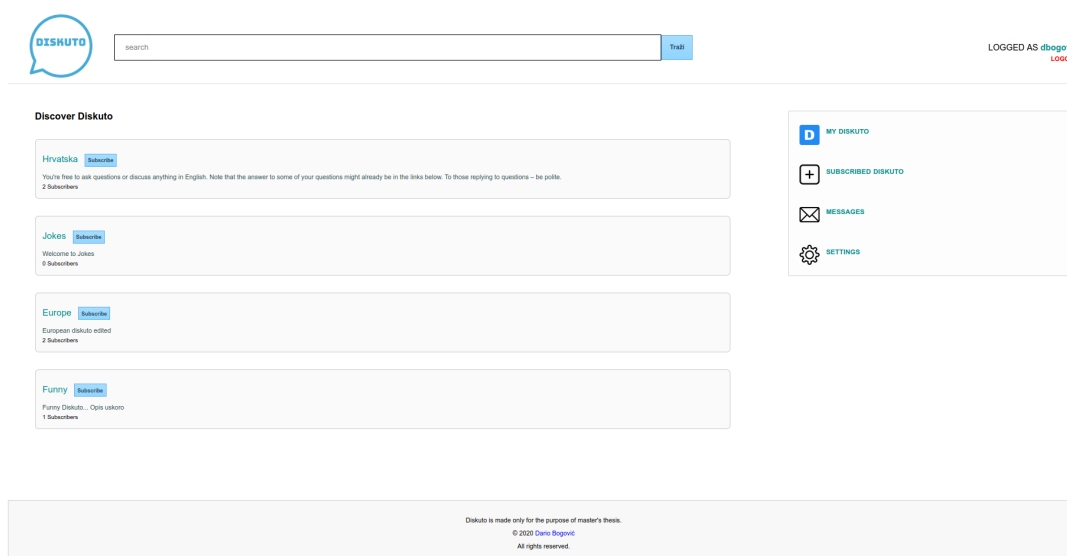 DISKUTO
search
Traži
LOGGED AS dbogov
LOGO
Discover Diskuto
Hrvatska Subscribe
You're free to ask questions or discuss anything in English. Note that the answer to some of your questions might already be in the links below. To those replying to questions – be polite.
2 Subscribers
Jokes Subscribe
Welcome to Jokes
0 Subscribers
Europe Subscribe
European diskuto edited
2 Subscribers
Funny Subscribe
Funny Diskuto... Opis uskoro
1 Subscribers
D MY DISKUTO
SUBSCRIBED DISKUTO
MESSAGES
SETTINGS
Diskuto is made only for the purpose of master's thesis.
© 2020 Dario Bogović
All rights reserved.